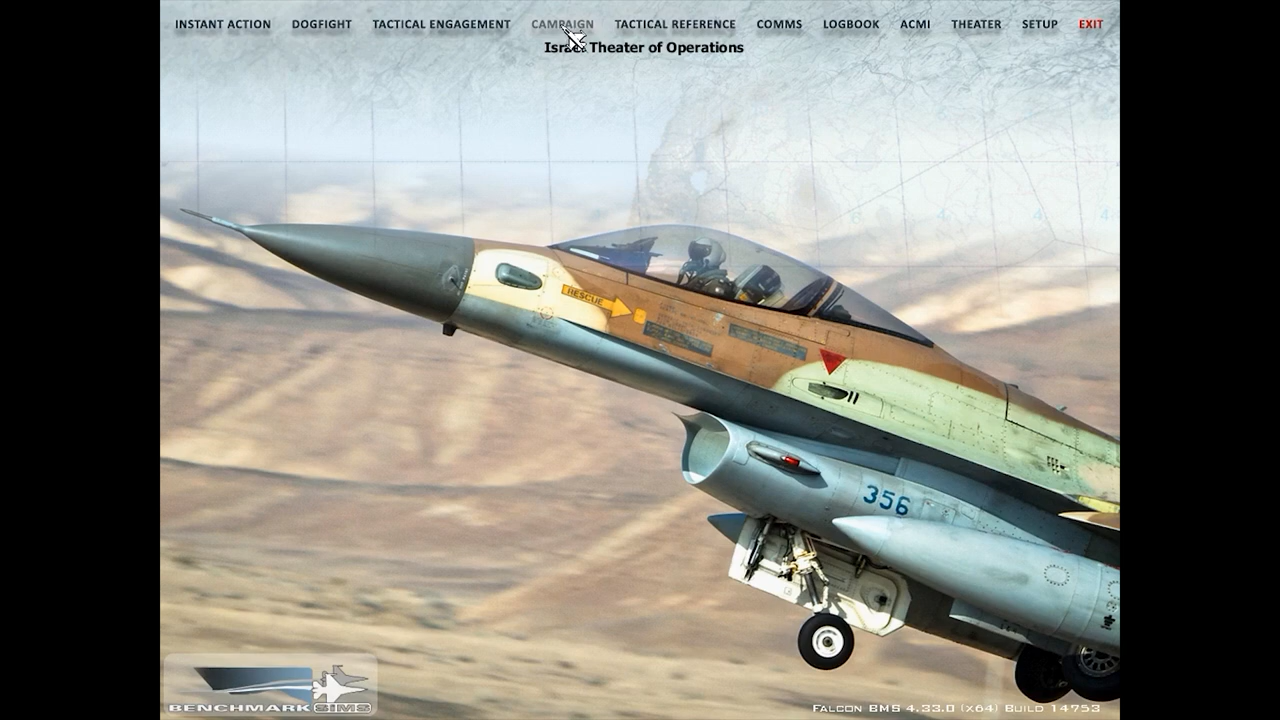 INSTANT ACTION DOGFIGHT TACTICAL ENGAGEMENT CAMPAIGN TACTICAL REFERENCE COMMS LOGBOOK ACMI THEATER SETUP EXIT
Israel Theater of Operations
RESCUE
356
BENCHMARK SIMS
FALCON BMS 4.33.0 (X64) BUILD 14753